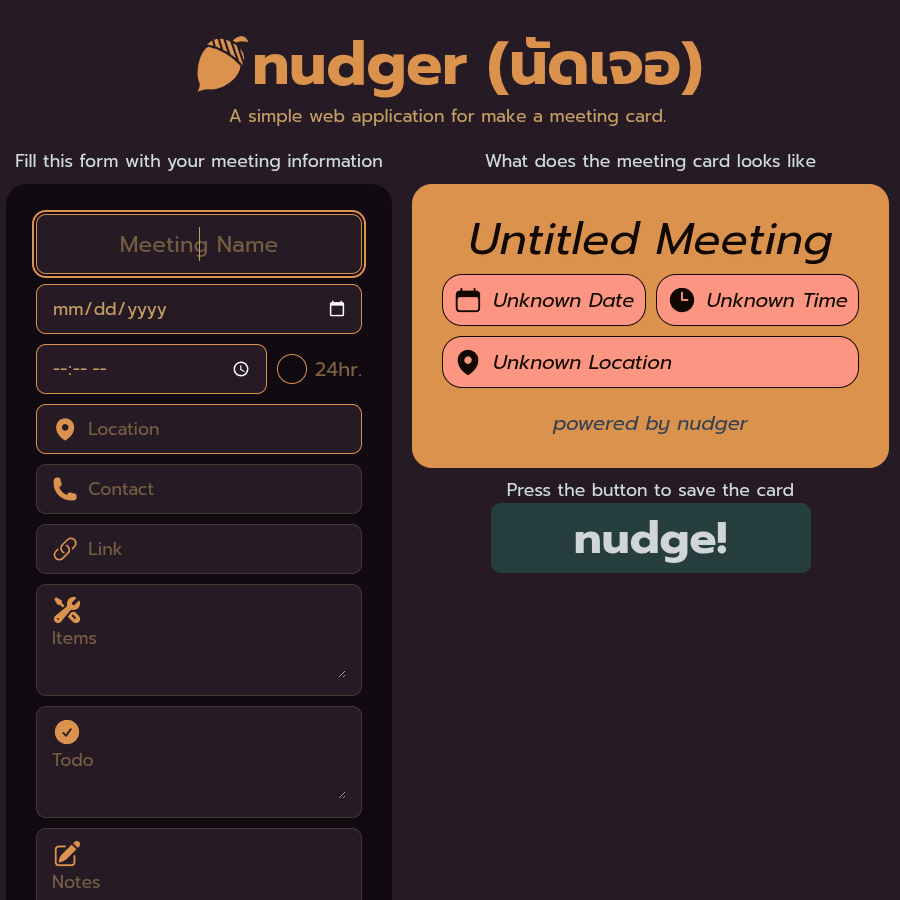 nudger (นัดเจอ)
A simple web application for make a meeting card.
Fill this form with your meeting information
Meeting Name
mm/dd/yyyy
--:-- --
24hr.
Location
Contact
Link
Items
Todo
Notes
What does the meeting card looks like
Untitled Meeting
Unknown Date
Unknown Time
Unknown Location
powered by nudger
Press the button to save the card
nudge!